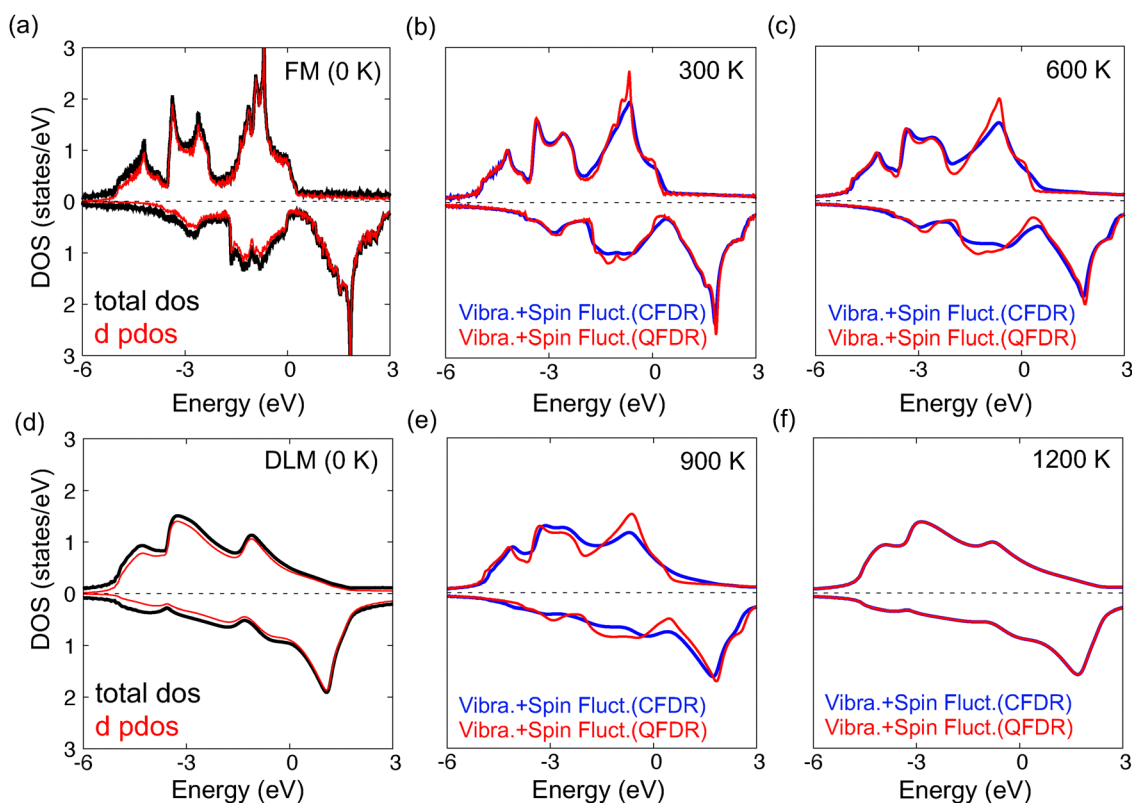 (a)
FM (0 K)
DOS (states/eV)
3
2
1
0
1
2
3
total dos
d pdos
-6
-3
0
3
Energy (eV)
(b)
300 K
Vibra.+Spin Fluct.(CFDR)
Vibra.+Spin Fluct.(QFDR)
-6
-3
0
3
Energy (eV)
(c)
600 K
Vibra.+Spin Fluct.(CFDR)
Vibra.+Spin Fluct.(QFDR)
-6
-3
0
3
Energy (eV)
(d)
DLM (0 K)
DOS (states/eV)
3
2
1
0
1
2
3
total dos
d pdos
-6
-3
0
3
Energy (eV)
(e)
900 K
Vibra.+Spin Fluct.(CFDR)
Vibra.+Spin Fluct.(QFDR)
-6
-3
0
3
Energy (eV)
(f)
1200 K
Vibra.+Spin Fluct.(CFDR)
Vibra.+Spin Fluct.(QFDR)
-6
-3
0
3
Energy (eV)